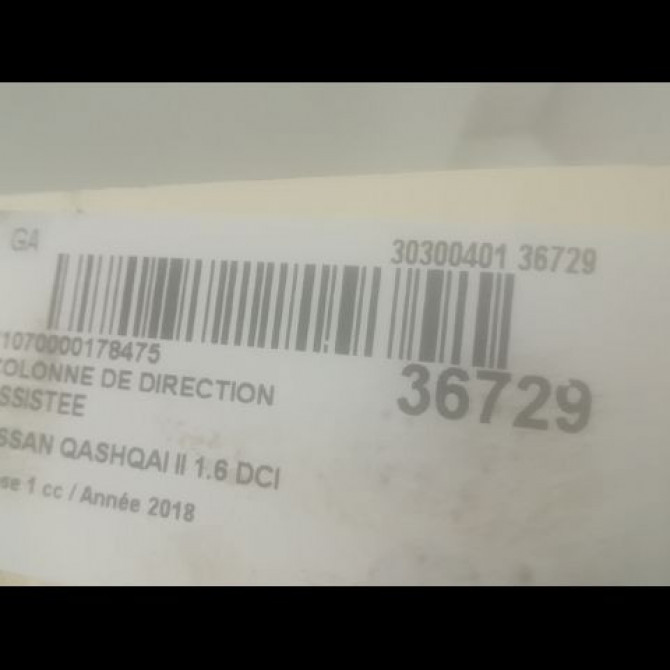 GA
30300401 36729
1070000178475
36729
COLONNE DE DIRECTION
SSISTEE
SSAN QASHQAI II 1.6 DCI
se 1 cc / Année 2018